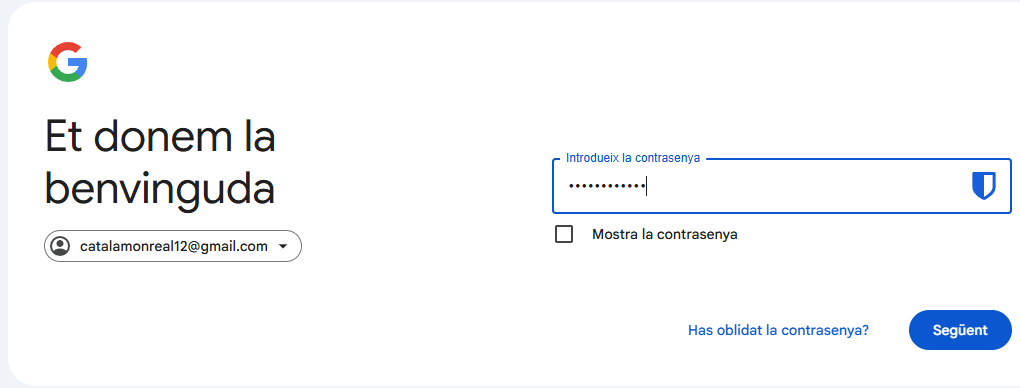 Et donem la
benvinguda
catalamonreal12@gmail.com
Introdueix la contrasenya
••••••••••••
Mostra la contrasenya
Has oblidat la contrasenya?
Següent